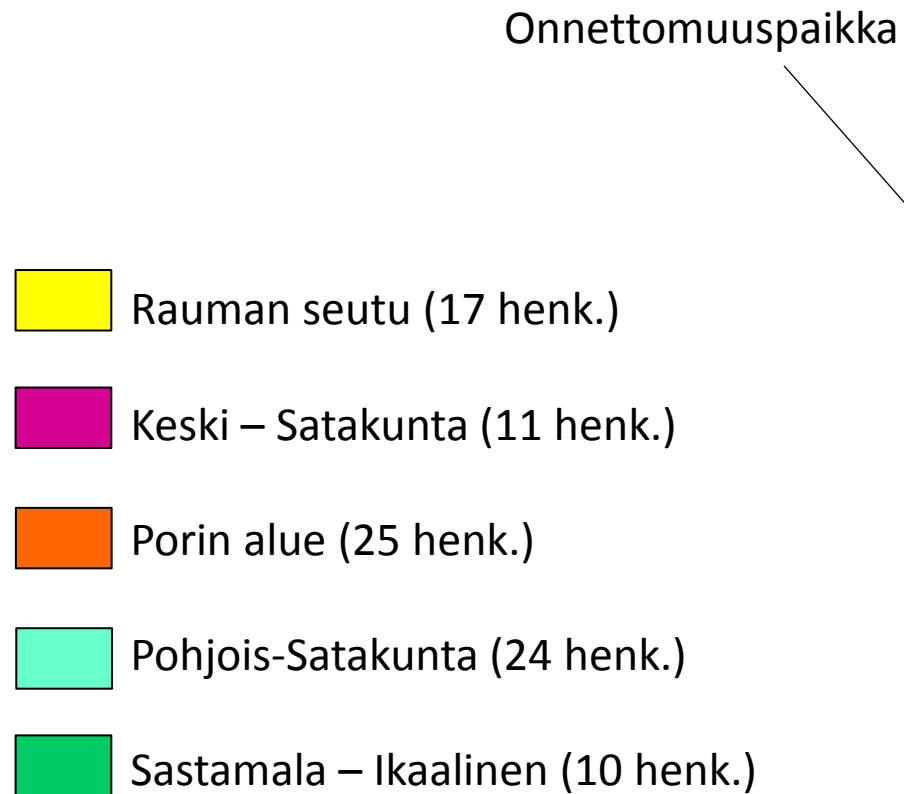 Onnettomuuspaikka
Rauman seutu (17 henk.)
Keski – Satakunta (11 henk.)
Porin alue (25 henk.)
Pohjois-Satakunta (24 henk.)
Sastamala – Ikaalinen (10 henk.)